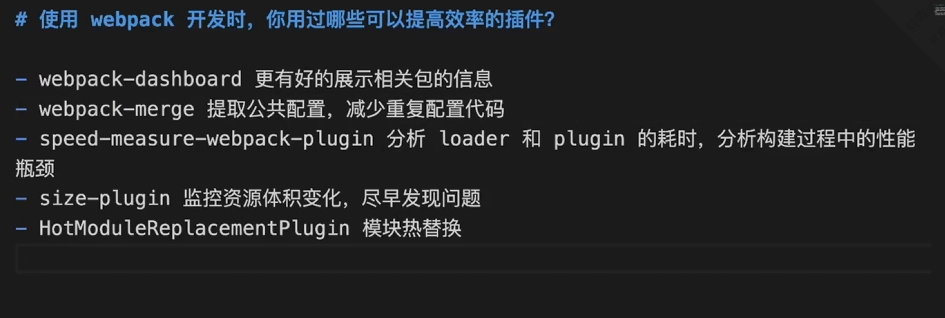 # 使用 webpack 开发时，你用过哪些可以提高效率的插件？
- webpack-dashboard 更有好的展示相关包的信息
- webpack-merge 提取公共配置，减少重复配置代码
- speed-measure-webpack-plugin 分析 loader 和 plugin 的耗时，分析构建过程中的性能
瓶颈
- size-plugin 监控资源体积变化，尽早发现问题
- HotModuleReplacementPlugin 模块热替换